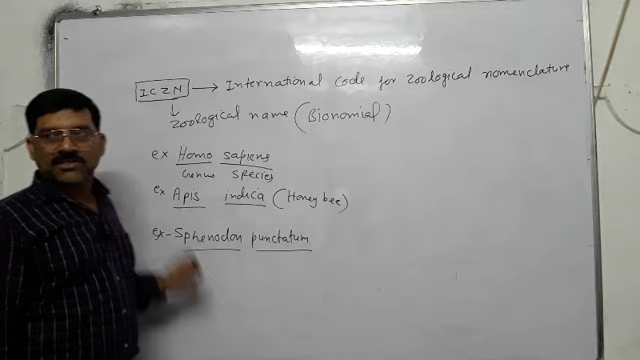 ICZN → International Code for Zoological nomenclature
↓
Zoological name (Bionomial)
ex Homo sapiens
Genus species
ex Apis indica (Honey bee)
ex- Sphenodon punctatum